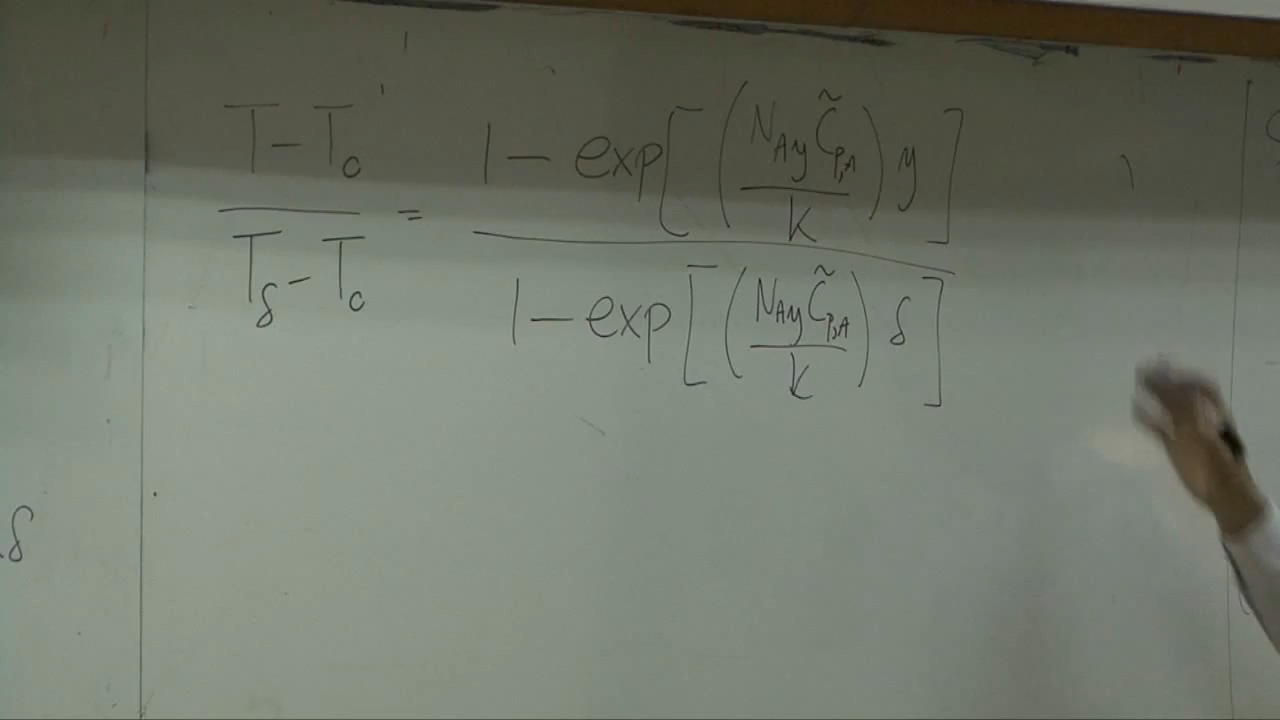 T - T₀ / T_δ - T₀ = 1 - exp[(N_Ay C̃_p,A / k) y] / 1 - exp[(N_Ay C̃_p,A / k) δ]
δ